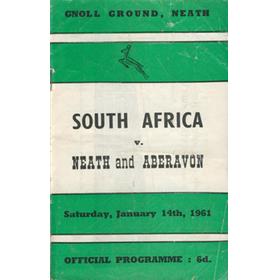 GNOLL GROUND, NEATH
SOUTH AFRICA
v.
NEATH and ABERAVON
Saturday, January 14th, 1961
OFFICIAL PROGRAMME : 6d.